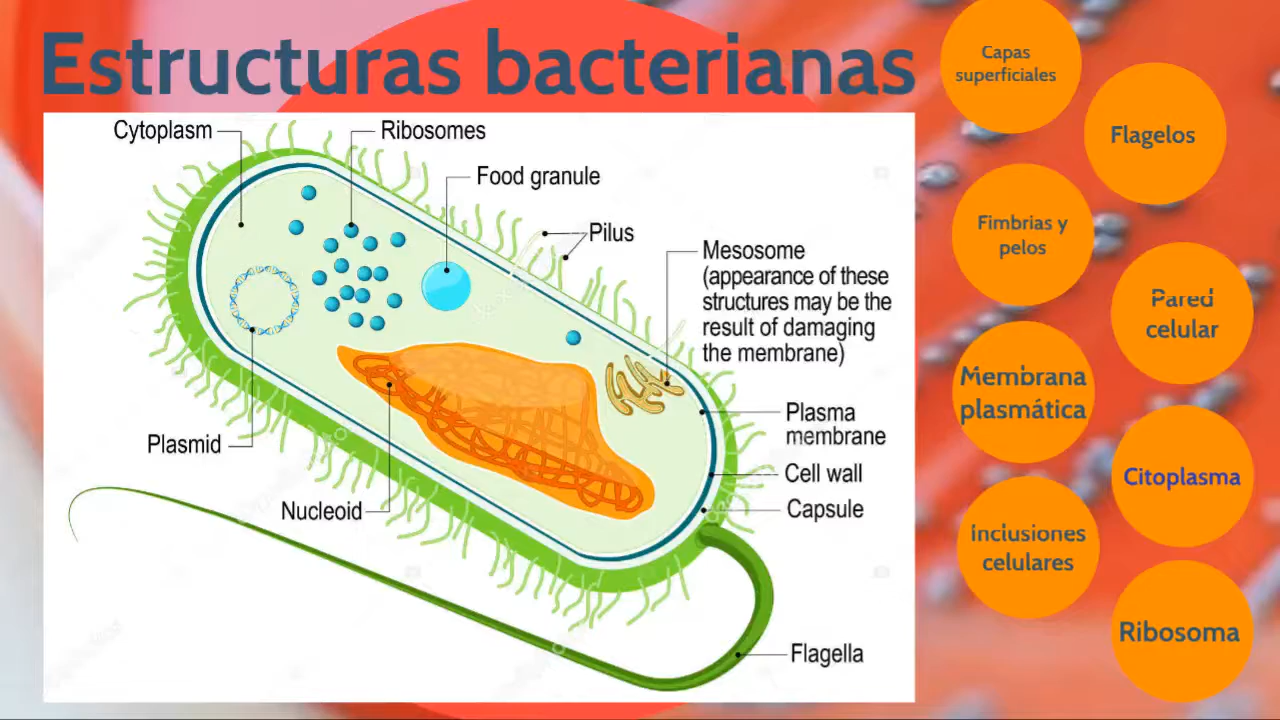 Estructuras bacterianas
Cytoplasm
Ribosomes
Food granule
Pilus
Mesosome
(appearance of these
structures may be the
result of damaging
the membrane)
Plasma
membrane
Cell wall
Capsule
Plasmid
Nucleoid
Flagella
Capas
superficiales
Flagelos
Fimbrias y
pelos
Pared
celular
Membrana
plasmática
Citoplasma
Inclusiones
celulares
Ribosoma